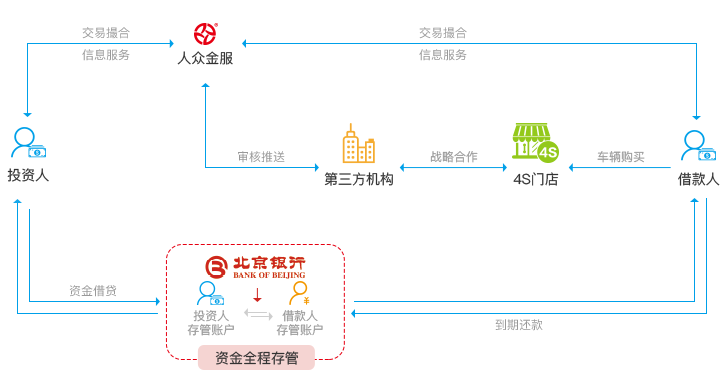 交易撮合
信息服务
人众金服
交易撮合
信息服务
审核推送
战略合作
4S
车辆购买
投资人
第三方机构
4S门店
借款人
北京银行
BANK OF BEIJING
资金借贷
投资人
存管账户
借款人
存管账户
到期还款
资金全程存管